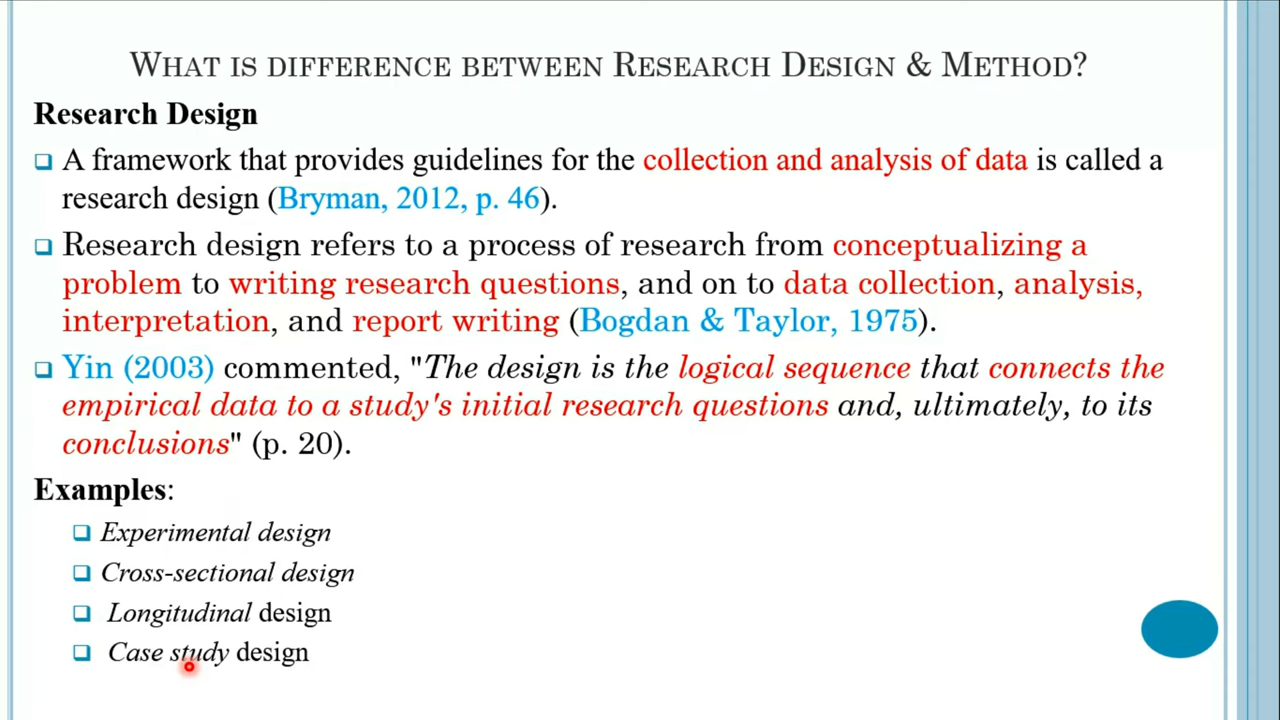 WHAT IS DIFFERENCE BETWEEN RESEARCH DESIGN & METHOD?
Research Design
A framework that provides guidelines for the collection and analysis of data is called a
research design (Bryman, 2012, p. 46).
Research design refers to a process of research from conceptualizing a
problem to writing research questions, and on to data collection, analysis,
interpretation, and report writing (Bogdan & Taylor, 1975).
Yin (2003) commented, "The design is the logical sequence that connects the
empirical data to a study's initial research questions and, ultimately, to its
conclusions" (p. 20).
Examples:
Experimental design
Cross-sectional design
Longitudinal design
Case study design